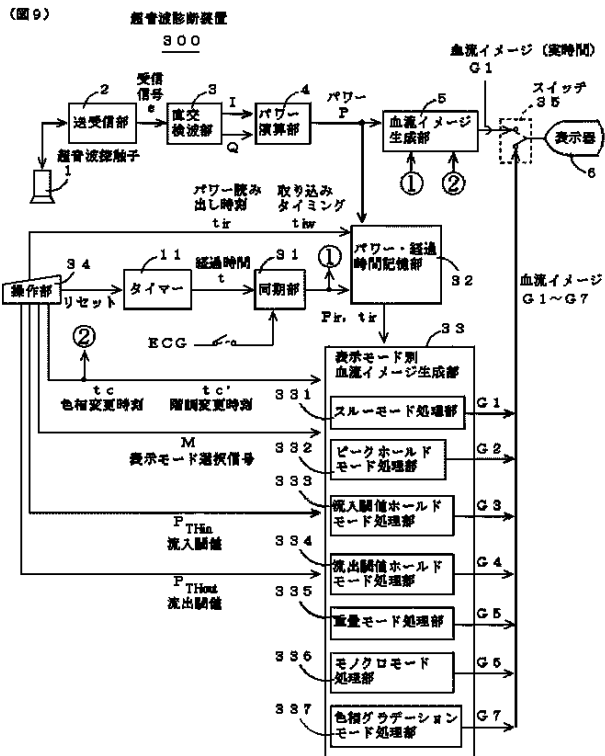 (図9)
超音波診断装置
300
血流イメージ (実時間)
G1
受信
信号
e
2
送受信部
3
直交
検波部
I
Q
4
パワー
演算部
パワー
P
5
血流イメージ
生成部
①
②
スイッチ
35
表示器
6
超音波接触子
1
パワー読み
出し時刻
tir
取り込み
タイミング
tiw
パワー・経過
時間記憶部
32
血流イメージ
G1～G7
34
操作部
リセット
11
タイマー
経過時間
t
31
同期部
①
ECG
Pir, tir
②
tc
色相変更時刻
tc'
階調変更時刻
M
表示モード選択信号
PTHin
流入閾値
PTHout
流出閾値
33
表示モード別
血流イメージ生成部
331
スルーモード処理部
G1
332
ピークホールド
モード処理部
G2
333
流入閾値ホールド
モード処理部
G3
334
流出閾値ホールド
モード処理部
G4
335
重畳モード処理部
G5
336
モノクロモード
処理部
G6
337
色相グラデーション
モード処理部
G7